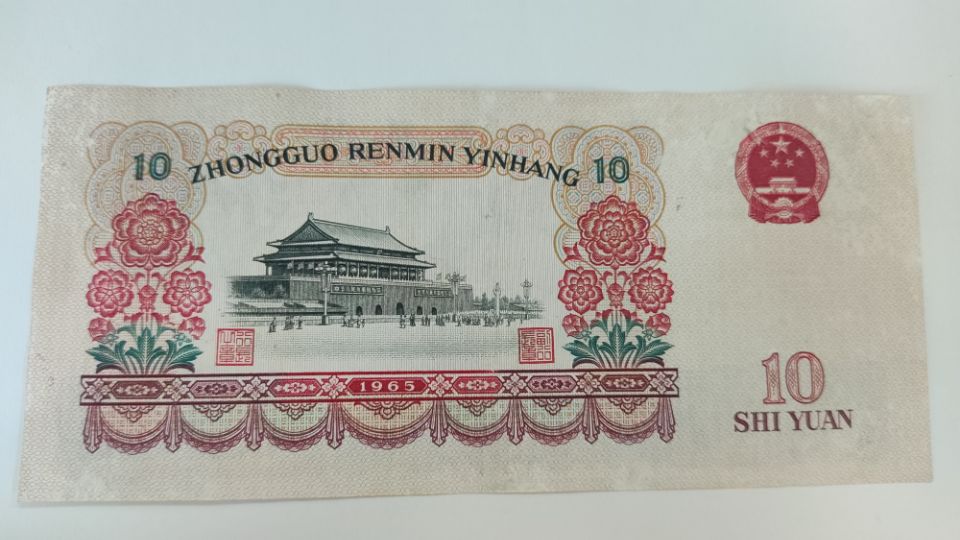 10 ZHONGGUO RENMIN YINHANG 10
1965
10
SHI YUAN